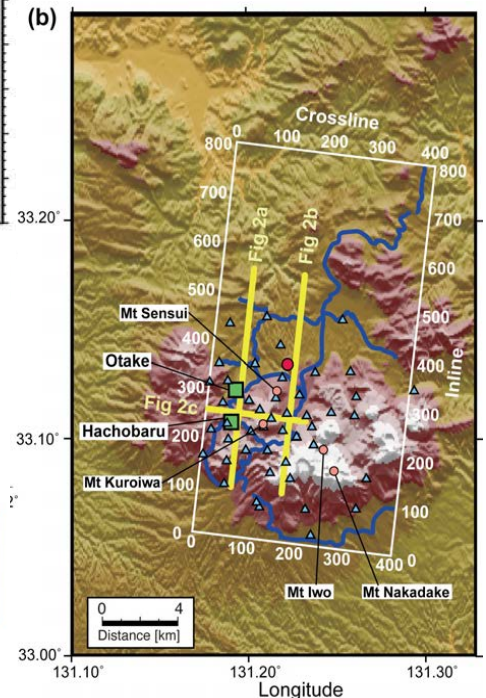 (b)
Crossline
0 100 200 300 400
800
800
700
700
600
600
500
500
400
400
300
300
200
200
100
100
0
0
0 100 200 300 400
Inline
Fig 2a
Fig 2b
Fig 2c
Mt Sensui
Otake
Hachobaru
Mt Kuroiwa
Mt Iwo
Mt Nakadake
33.20°
33.10°
33.00°
0 4
Distance [km]
131.10°
131.20°
131.30°
Longitude